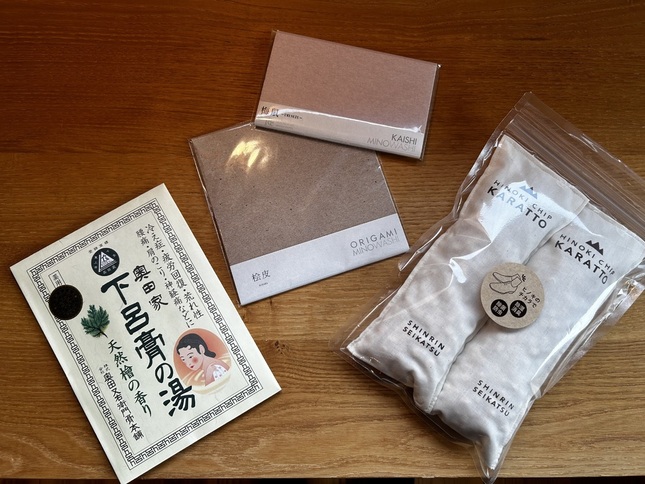 冷え症・疲労回復・荒れ性
腰痛・肩のこり・神経痛などに
奥田家
下呂膏の湯
天然檜の香り
奥田又右衛門膏本舗
梅鼠
KAISHI
MINO-WASHI
桧皮
ORIGAMI
MINO-WASHI
HINOKI CHIP
KARATTO
SHINRIN
SEIKATSU
HINOKI CHIP
KARATTO
SHINRIN
SEIKATSU